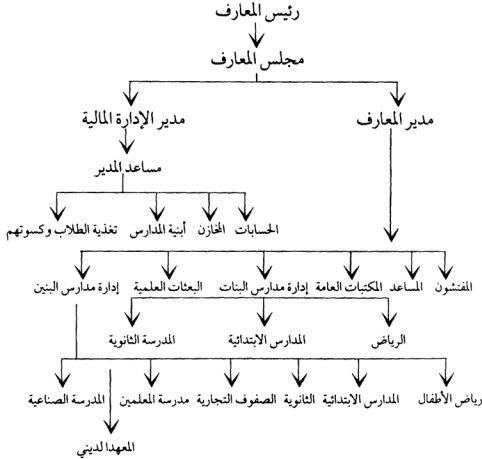 رئيس المعارف
مجلس المعارف
مدير المعارف مدير الإدارة المالية
مساعد المدير
الحسابات المخازن أبنية المدارس تغذية الطلاب وكسوتهم
المفتشون المساعد المكتبات العامة إدارة مدارس البنات البعثات العلمية إدارة مدارس البنين
الرياض المدارس الابتدائية المدرسة الثانوية
رياض الأطفال المدارس الابتدائية الثانوية الصفوف التجارية مدرسة المعلمين المدرسة الصناعية
المعهد الديني